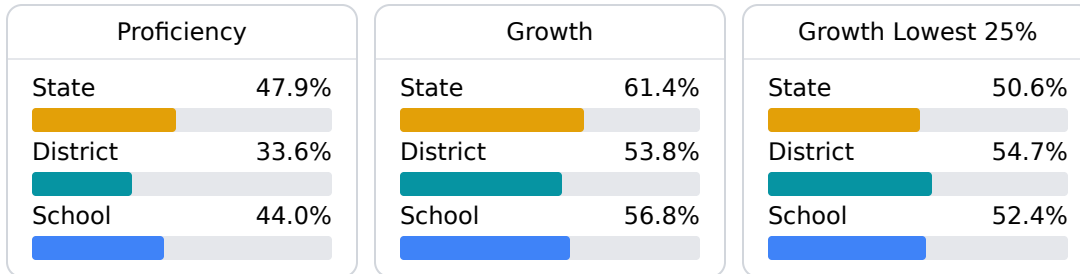 Proficiency
State 47.9%
District 33.6%
School 44.0%
Growth
State 61.4%
District 53.8%
School 56.8%
Growth Lowest 25%
State 50.6%
District 54.7%
School 52.4%